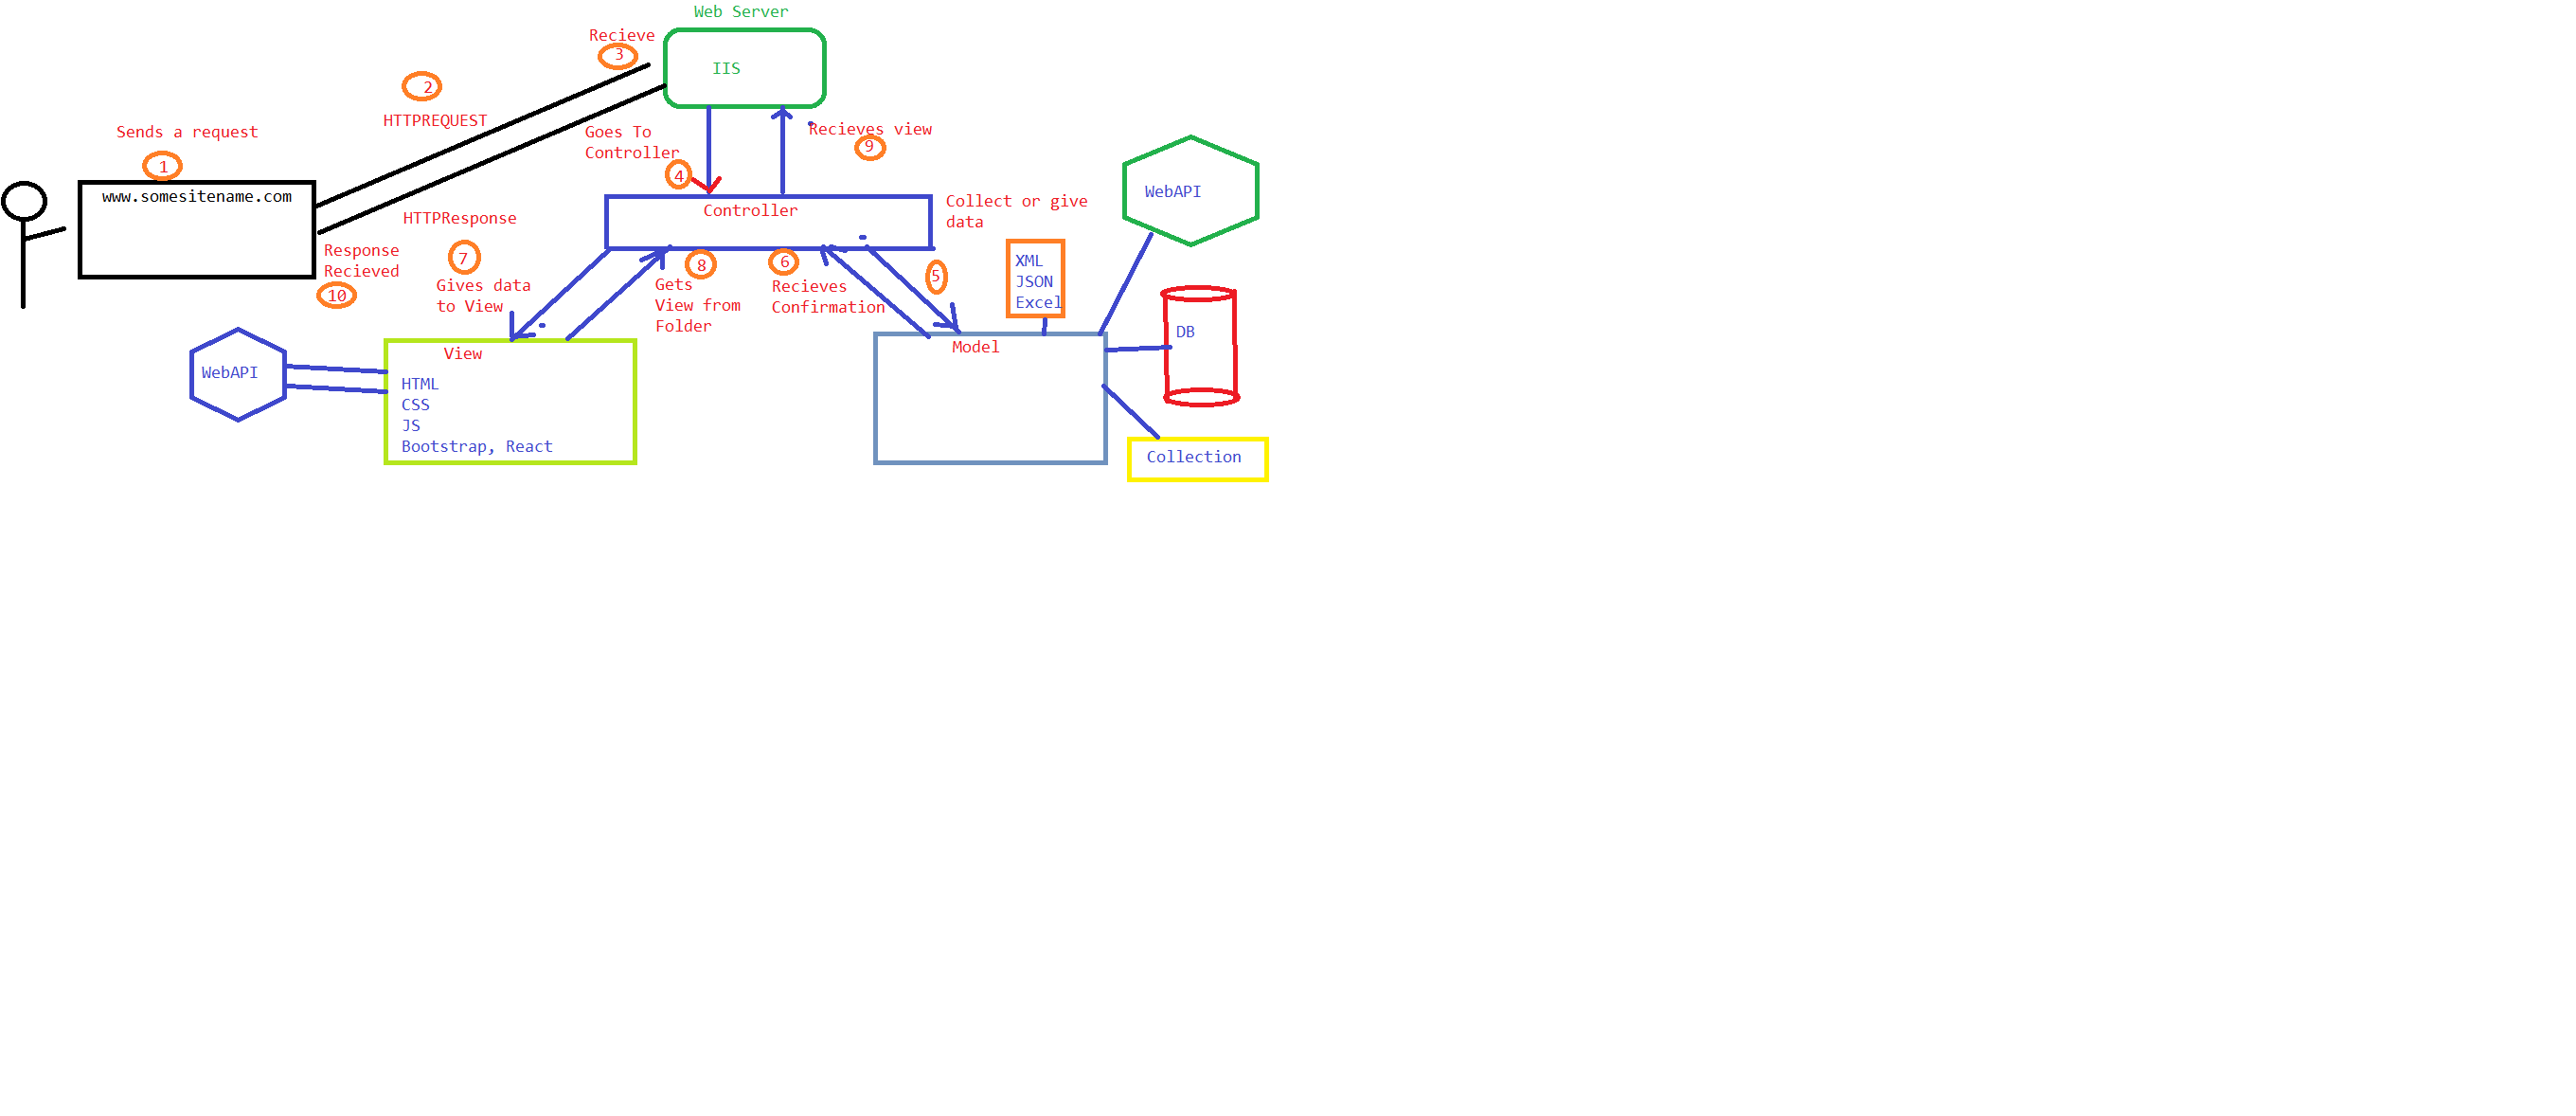 Web Server
Recieve
3
IIS
2
HTTPREQUEST
Sends a request
1
www.somesitename.com
Goes To
Controller
4
Recieves view
9
WebAPI
Controller
Collect or give
data
HTTPResponse
Response
Recieved
10
7
Gives data
to View
8
Gets
View from
Folder
6
Recieves
Confirmation
5
XML
JSON
Excel
DB
Model
View
WebAPI
HTML
CSS
JS
Bootstrap, React
Collection